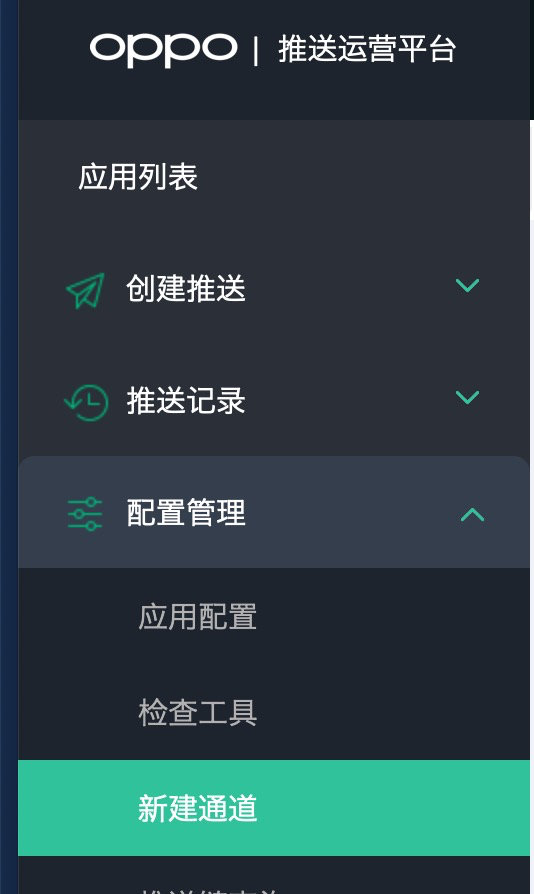 oppo | 推送运营平台
应用列表
创建推送
推送记录
配置管理
应用配置
检查工具
新建通道